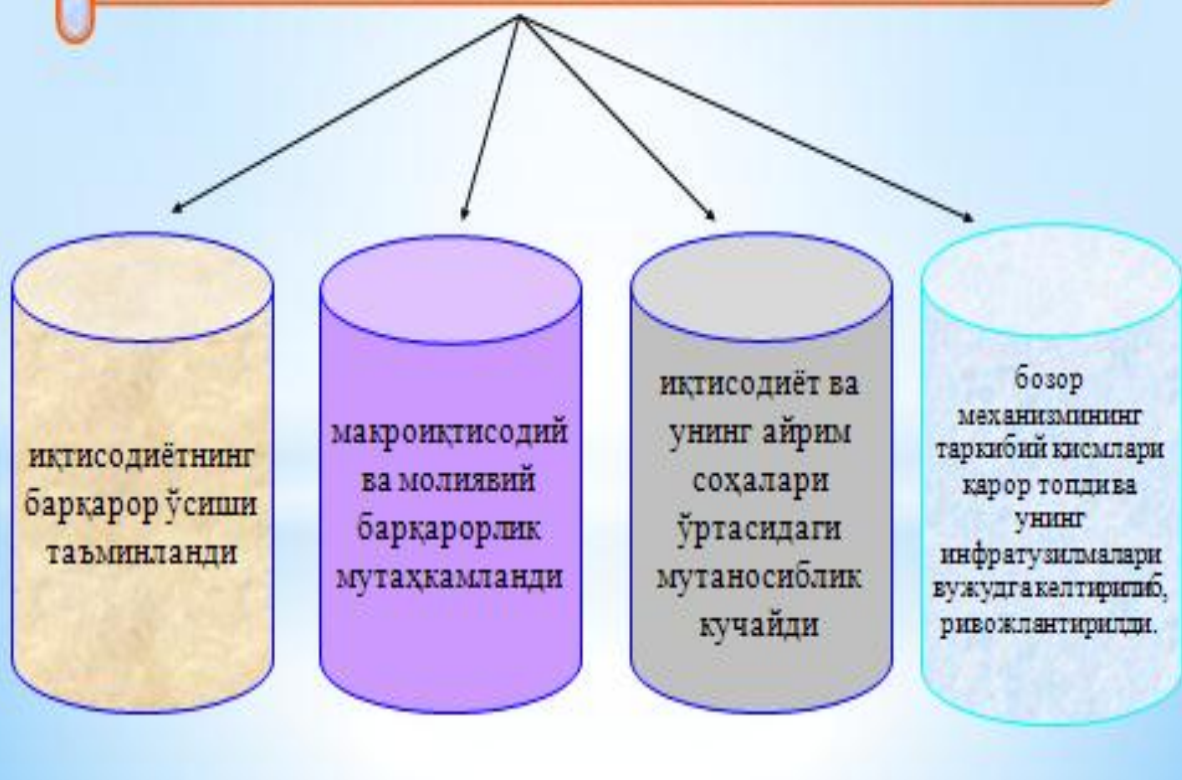 иқтисодиётнинг
барқарор ўсиши
таъминланди
макроиқтисодий
ва молиявий
барқарорлик
мутаҳкамланди
иқтисодиёт ва
унинг айрим
соҳалари
ўртасидаги
мутаносиблик
кучайди
бозор
механизмининг
таркибий қисмлари
қарор топди ва
унинг
инфратузилмалари
вужудга келтирилиб,
ривожлантирилди.